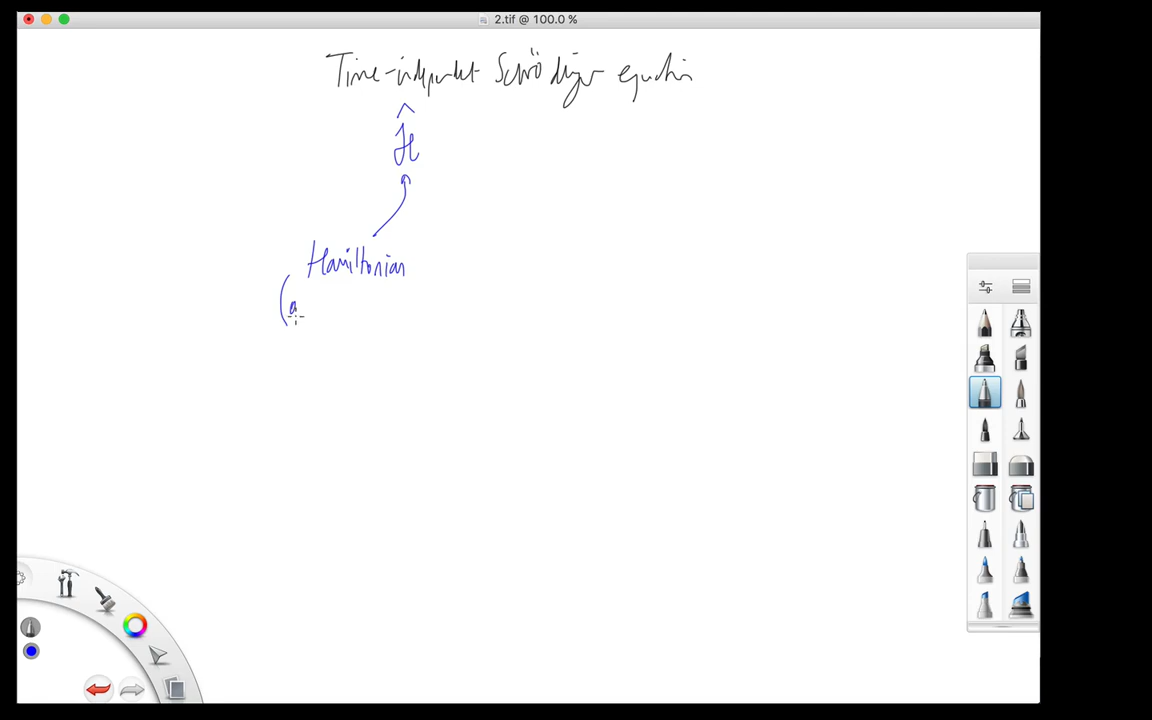 2.tif @ 100.0 %
Time-independent Schrödinger equation
Ĥ
Hamiltonian
(a